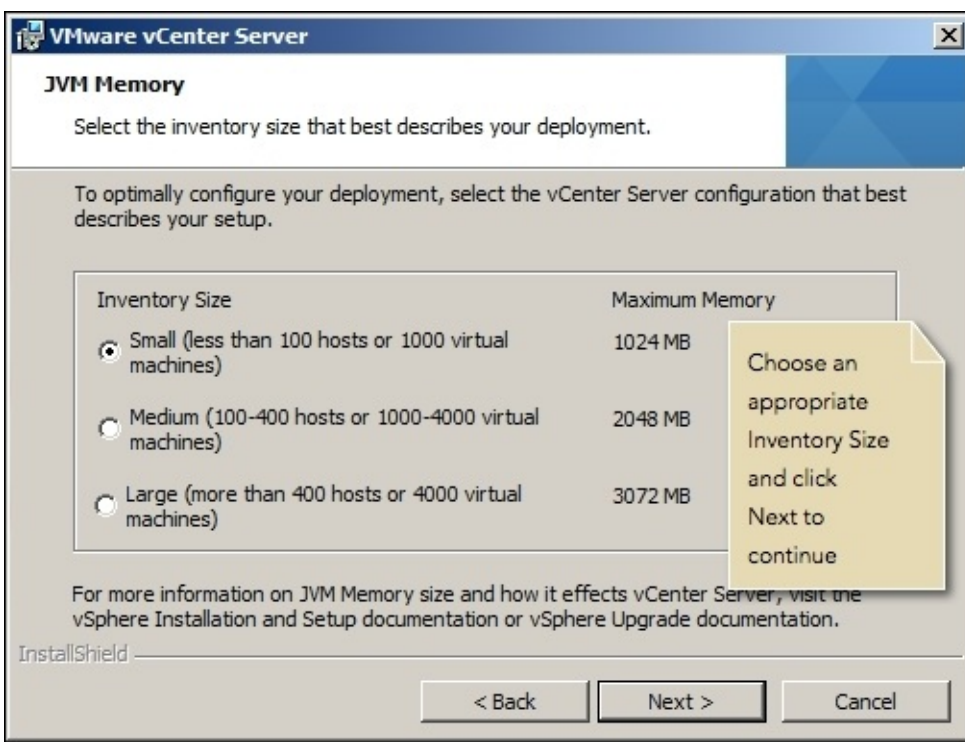 VMware vCenter Server
JVM Memory
Select the inventory size that best describes your deployment.
To optimally configure your deployment, select the vCenter Server configuration that best
describes your setup.
Inventory Size Maximum Memory
Small (less than 100 hosts or 1000 virtual 1024 MB
machines)
Medium (100-400 hosts or 1000-4000 virtual 2048 MB
machines)
Large (more than 400 hosts or 4000 virtual 3072 MB
machines)
Choose an
appropriate
Inventory Size
and click
Next to
continue
For more information on JVM Memory size and how it effects vCenter Server, visit the
vSphere Installation and Setup documentation or vSphere Upgrade documentation.
InstallShield
< Back Next > Cancel